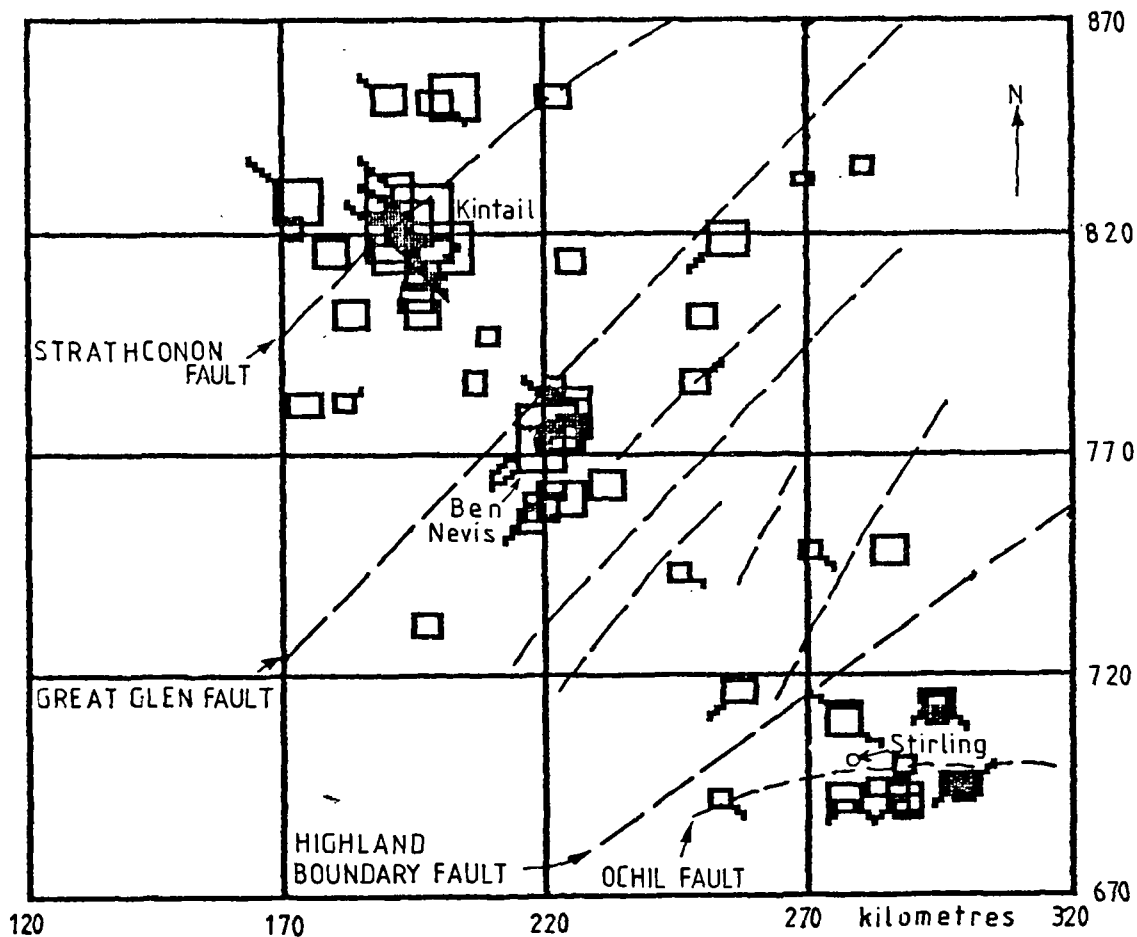 870
N
Kintail
820
STRATHCONON
FAULT
770
Ben
Nevis
720
GREAT GLEN FAULT
Stirling
HIGHLAND
BOUNDARY FAULT
OCHIL FAULT
670
120 170 220 270 kilometres 320